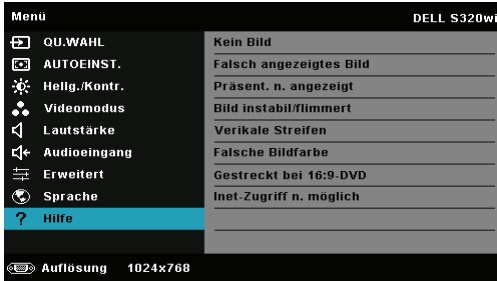 Menü DELL S320wi
QU.WAHL
AUTOEINST.
Hellg./Kontr.
Videomodus
Lautstärke
Audioeingang
Erweitert
Sprache
? Hilfe
Kein Bild
Falsch angezeigtes Bild
Präsent. n. angezeigt
Bild instabil/flimmert
Verikale Streifen
Falsche Bildfarbe
Gestreckt bei 16:9-DVD
Inet-Zugriff n. möglich
Auflösung 1024x768